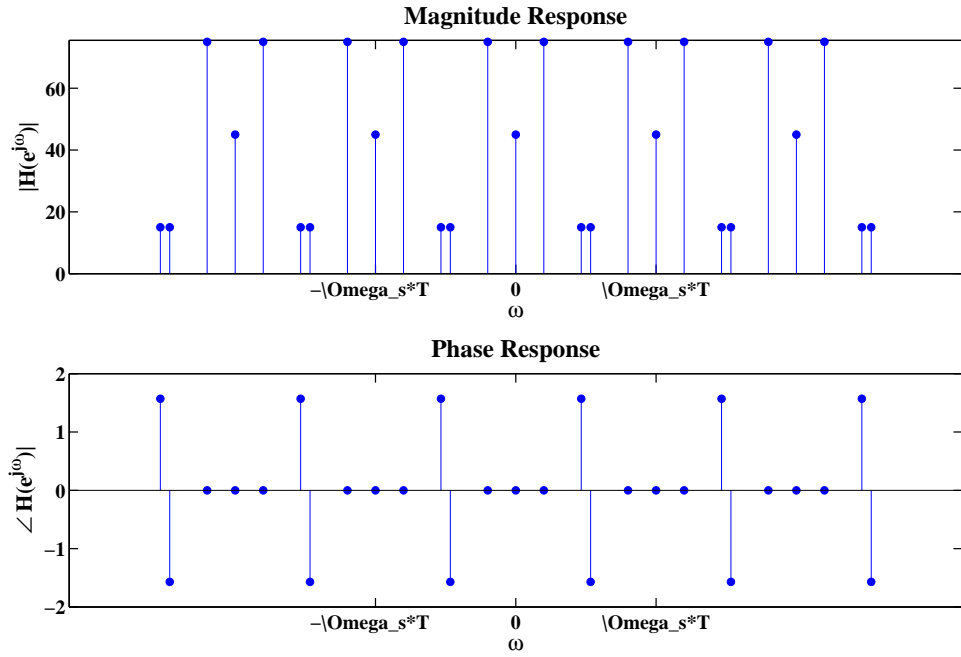 Magnitude Response
|H(e^{jω})|
60
40
20
0
−\Omega_s*T
0
\Omega_s*T
ω
Phase Response
∠ H(e^{jω})|
2
1
0
−1
−2
−\Omega_s*T
0
\Omega_s*T
ω